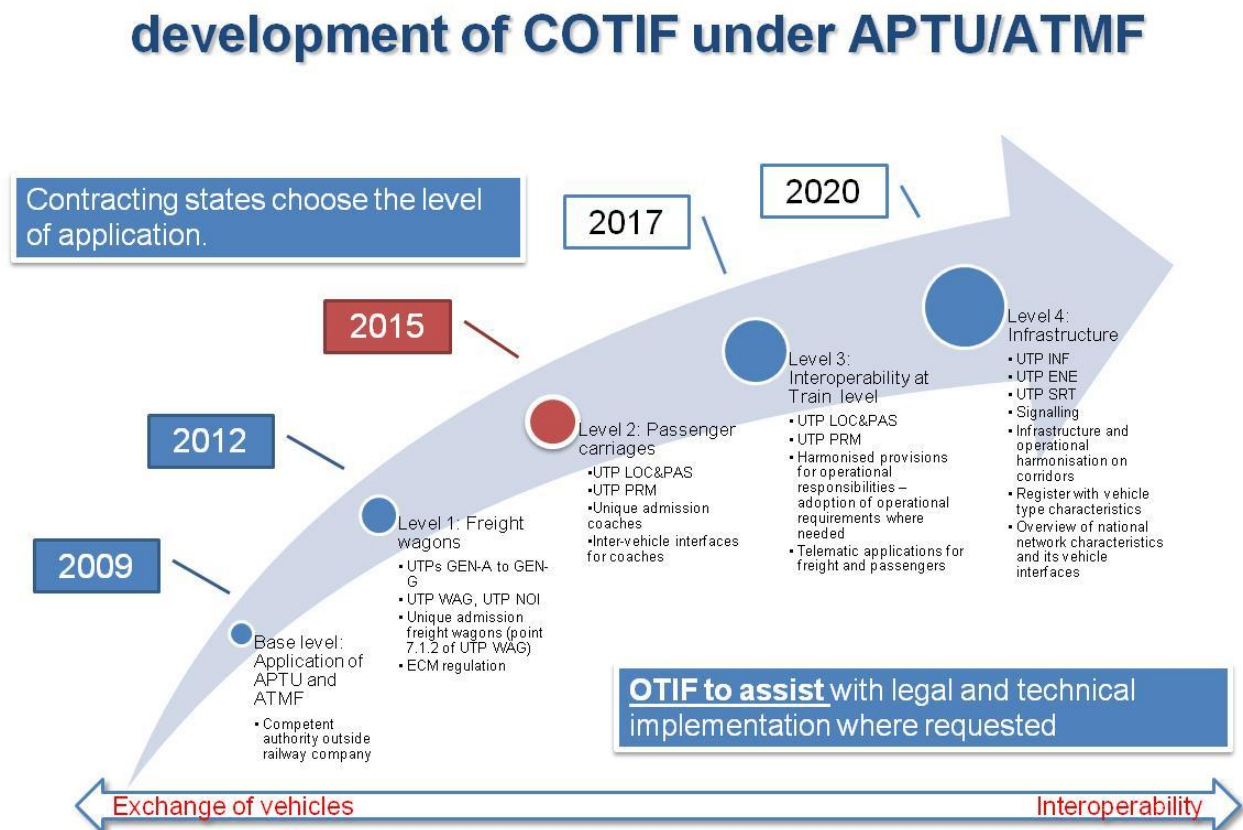 development of COTIF under APTU/ATMF
Contracting states choose the level
of application.
2009
Base level:
Application of
APTU and
ATMF
▪ Competent
authority outside
railway company
2012
Level 1: Freight
wagons
▪ UTPs GEN-A to GEN-
G
▪ UTP WAG, UTP NOI
▪ Unique admission
freight wagons (point
7.1.2 of UTP WAG)
▪ ECM regulation
2015
Level 2: Passenger
carriages
▪UTP LOC&PAS
▪UTP PRM
▪Unique admission
coaches
▪Inter-vehicle interfaces
for coaches
2017
Level 3:
Interoperability at
Train level
▪ UTP LOC&PAS
▪ UTP PRM
▪ Harmonised provisions
for operational
responsibilities –
adoption of operational
requirements where
needed
▪ Telematic applications for
freight and passengers
2020
Level 4:
Infrastructure
▪ UTP INF
▪ UTP ENE
▪ UTP SRT
▪ Signalling
▪ Infrastructure and
operational
harmonisation on
corridors
▪ Register with vehicle
type characteristics
▪ Overview of national
network characteristics
and its vehicle
interfaces
OTIF to assist with legal and technical
implementation where requested
Exchange of vehicles
Interoperability